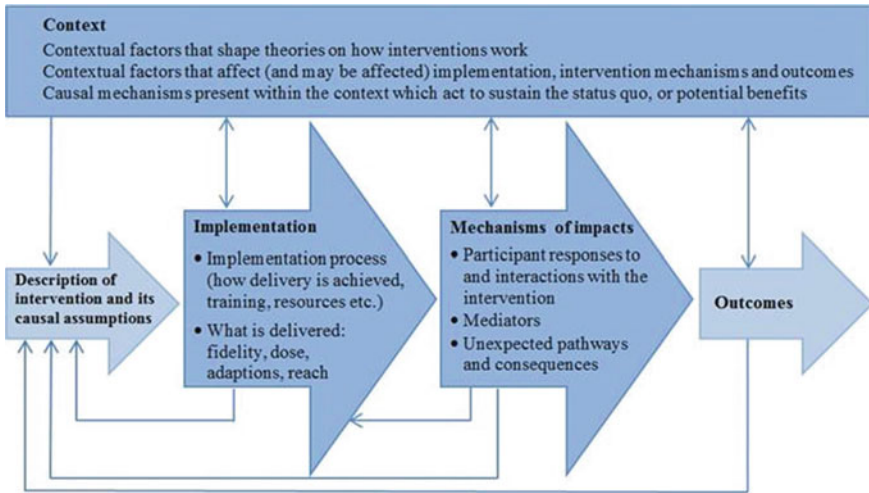 Context
Contextual factors that shape theories on how interventions work
Contextual factors that affect (and may be affected) implementation, intervention mechanisms and outcomes
Causal mechanisms present within the context which act to sustain the status quo, or potential benefits
Description of
intervention and its
causal assumptions
Implementation
• Implementation process
(how delivery is achieved,
training, resources etc.)
• What is delivered:
fidelity, dose,
adaptions, reach
Mechanisms of impacts
• Participant responses to
and interactions with the
intervention
• Mediators
• Unexpected pathways
and consequences
Outcomes